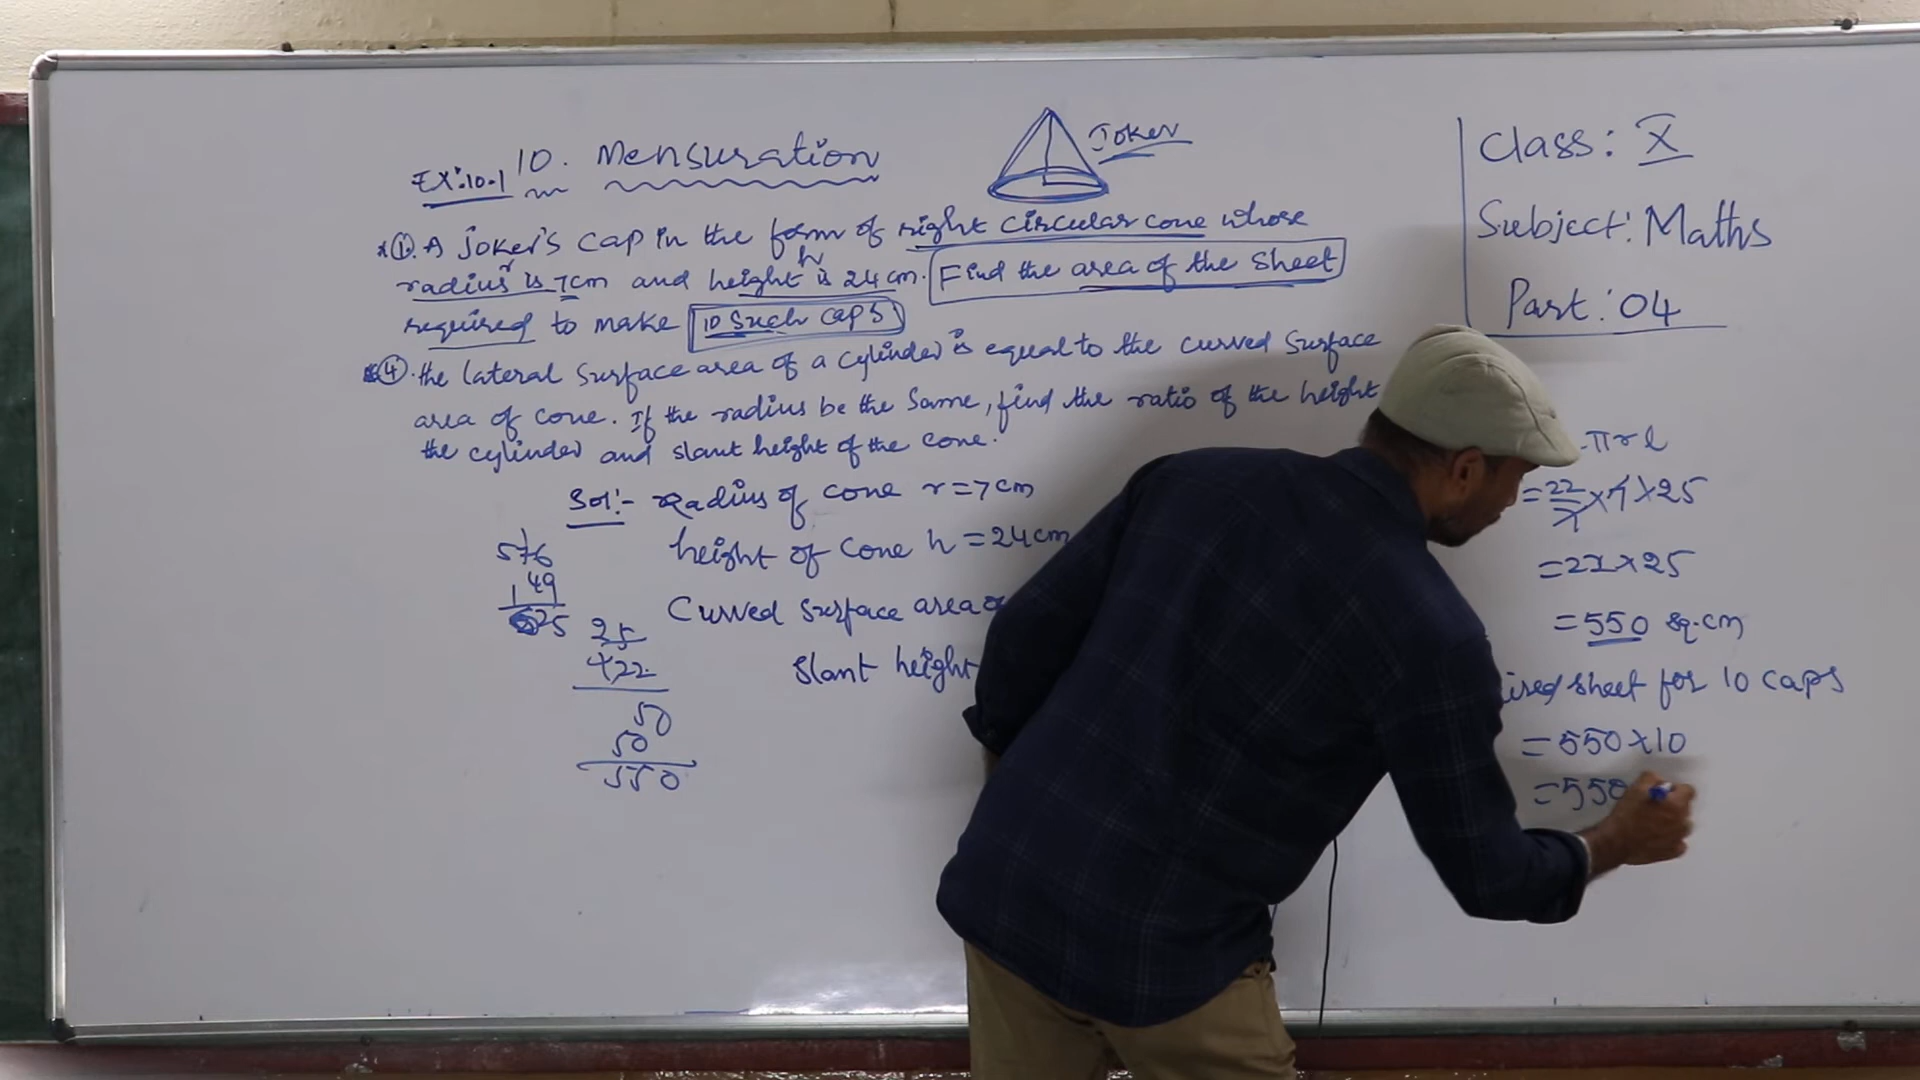 EX:10.1 10. Mensuration
Joker
*①. A joker's cap in the form of right circular cone whose
radius r is 7cm and height h is 24 cm. Find the area of the sheet
required to make 10 such caps
④. the lateral surface area of a cylinder is equal to the curved surface
area of cone. If the radius be the same, find the ratio of the height
the cylinder and slant height of the cone.
Sol:- Radius of cone r=7cm
height of cone h=24cm
Curved surface area
Slant height
576
49
625
25
×22
50
50
550
Class: X
Subject: Maths
Part: 04
πrl
=22/7×7×25
=22×25
=550 sq.cm
sheet for 10 caps
=550×10
=550